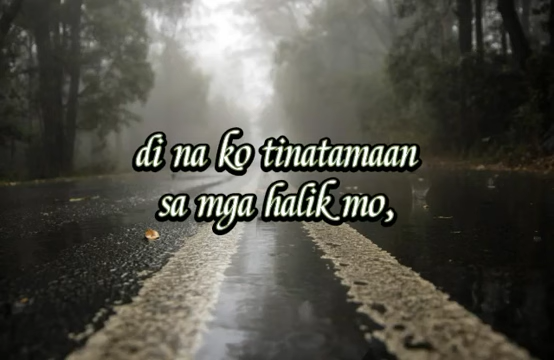 di na ko tinatamaan
sa mga halik mo,